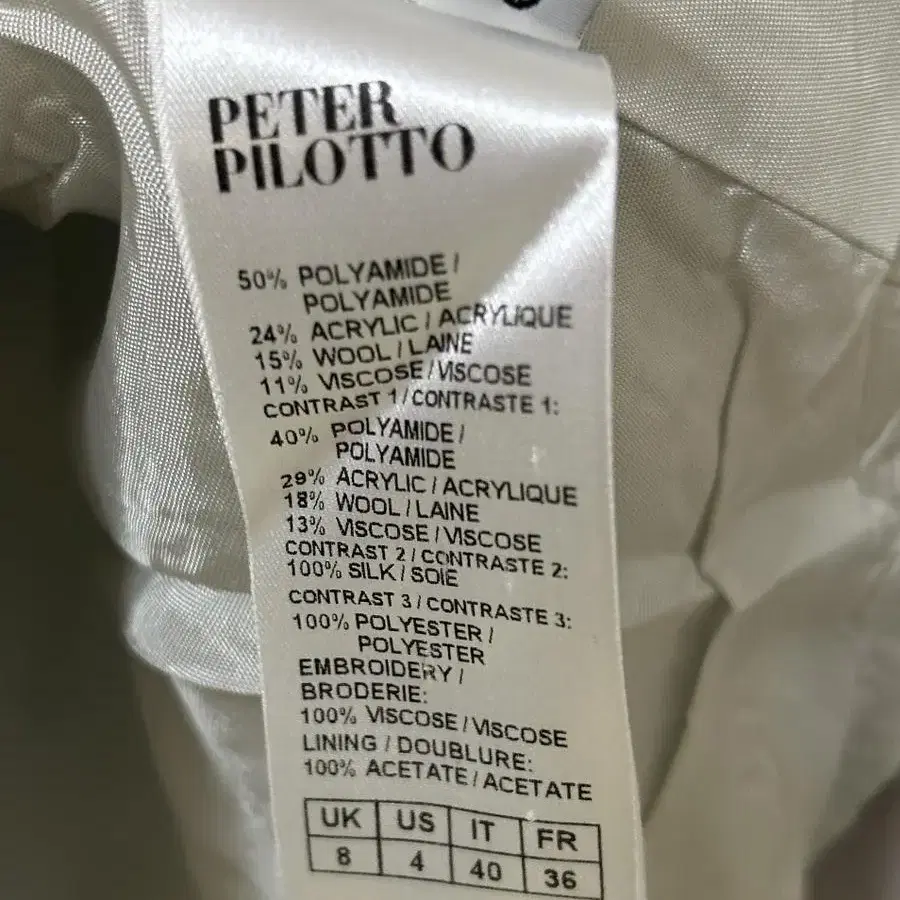 PETER
PILOTTO
50% POLYAMIDE /
POLYAMIDE
24% ACRYLIC / ACRYLIQUE
15% WOOL / LAINE
11% VISCOSE / VISCOSE
CONTRAST 1 / CONTRASTE 1:
40% POLYAMIDE /
POLYAMIDE
29% ACRYLIC / ACRYLIQUE
18% WOOL / LAINE
13% VISCOSE / VISCOSE
CONTRAST 2 / CONTRASTE 2:
100% SILK / SOIE
CONTRAST 3 / CONTRASTE 3:
100% POLYESTER /
POLYESTER
EMBROIDERY /
BRODERIE:
100% VISCOSE / VISCOSE
LINING / DOUBLURE:
100% ACETATE / ACETATE
UK US IT FR
8 4 40 36